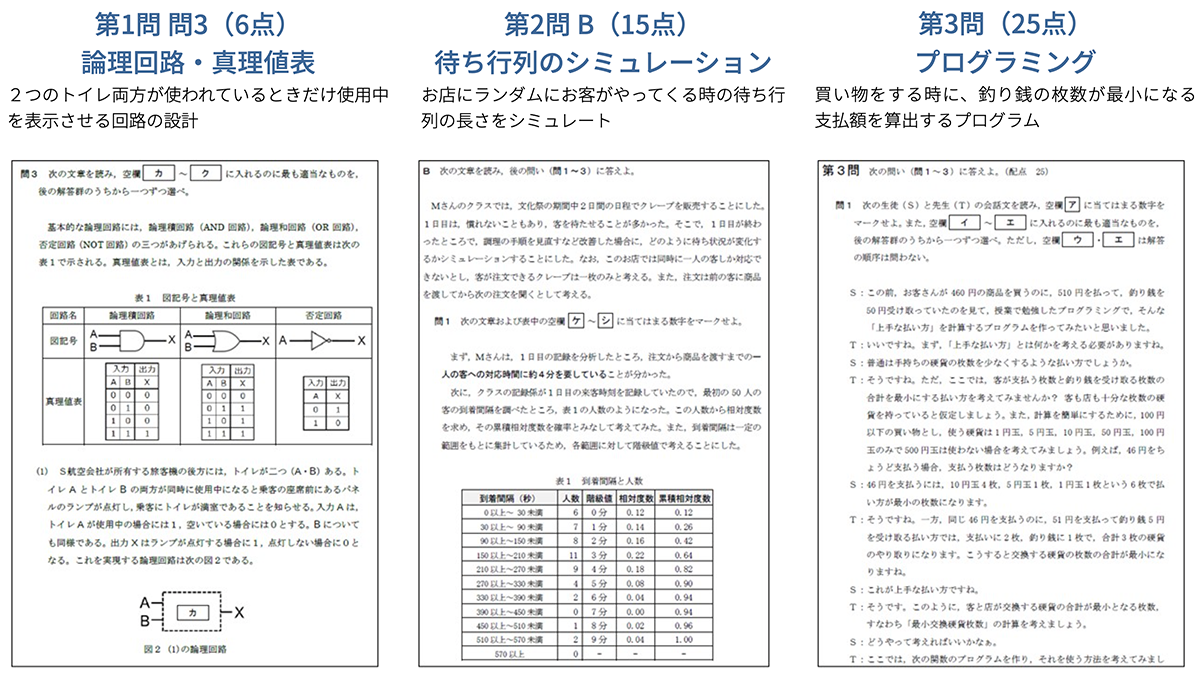 第1問 問3（6点）
論理回路・真理値表
２つのトイレ両方が使われているときだけ使用中
を表示させる回路の設計
問3 次の文章を読み，空欄 カ ～ ク に入れるのに最も適当なものを，
後の解答群のうちから一つずつ選べ。
基本的な論理回路には，論理積回路（AND 回路），論理和回路（OR 回路），
否定回路（NOT 回路）の三つがあげられる。これらの図記号と真理値表は次の
表1で示される。真理値表とは，入力と出力の関係を示した表である。
表1 図記号と真理値表
回路名 論理積回路 論理和回路 否定回路
図記号 A B X A B X A X
真理値表
入力 出力 入力 出力 入力 出力
A B X A B X A X
0 0 0 0 0 0 0 1
0 1 0 0 1 1 1 0
1 0 0 1 0 1
1 1 1 1 1 1
(1) S航空会社が所有する旅客機の後方には，トイレが二つ（A・B）ある。ト
イレAとトイレBの両方が同時に使用中になると乗客の座席前にあるパネ
ルのランプが点灯し，乗客にトイレが満室であることを知らせる。入力Aは，
トイレAが使用中の場合には1，空いている場合には0とする。Bについて
も同様である。出力Xはランプが点灯する場合に1，点灯しない場合に0と
なる。これを実現する論理回路は次の図2である。
A B カ X
図2 (1)の論理回路
第2問 B（15点）
待ち行列のシミュレーション
お店にランダムにお客がやってくる時の待ち行
列の長さをシミュレート
B 次の文章を読み，後の問い（問1～3）に答えよ。
Mさんのクラスでは，文化祭の期間中2日間の日程でクレープを販売することにした。
1日目は，慣れないこともあり，客を待たせることが多かった。そこで，1日目が終わ
ったところで，調理の手順を見直すなど改善した場合に，どのように待ち状況が変化す
るかシミュレーションすることにした。なお，このお店では同時に一人の客しか対応で
きないとし，客が注文できるクレープは一枚のみと考える。また，注文は前の客に商品
を渡してから次の注文を聞くとして考える。
問1 次の文章および表中の空欄 ケ ～ シ に当てはまる数字をマークせよ。
まず，Mさんは，1日目の記録を分析したところ，注文から商品を渡すまでの一
人の客への対応時間に約4分を要していることが分かった。
次に，クラスの記録係が1日目の来客時刻を記録していたので，最初の50人の
客の到着間隔を調べたところ，表1の人数のようになった。この人数から相対度数
を求め，その累積相対度数を確率とみなして考えてみた。また，到着間隔は一定の
範囲をもとに集計しているため，各範囲に対して階級値で考えることにした。
表1 到着間隔と人数
到着間隔（秒） 人数 階級値 相対度数 累積相対度数
0以上～ 30未満 6 0分 0.12 0.12
30以上～ 90未満 7 1分 0.14 0.26
90以上～150未満 8 2分 0.16 0.42
150以上～210未満 11 3分 0.22 0.64
210以上～270未満 9 4分 0.18 0.82
270以上～330未満 4 5分 0.08 0.90
330以上～390未満 2 6分 0.04 0.94
390以上～450未満 0 7分 0.00 0.94
450以上～510未満 1 8分 0.02 0.96
510以上～570未満 2 9分 0.04 1.00
570以上 0 － － －
第3問（25点）
プログラミング
買い物をする時に、釣り銭の枚数が最小になる
支払額を算出するプログラム
第3問 次の問い（問1～3）に答えよ。（配点 25）
問1 次の生徒（S）と先生（T）の会話文を読み，空欄 ア に当てはまる数字を
マークせよ。また，空欄 イ ～ エ に入れるのに最も適当なものを，
後の解答群のうちから一つずつ選べ。ただし，空欄 ウ ・ エ は解答
の順序は問わない。
S：この前，お客さんが460円の商品を買うのに，510円を払って，釣り銭を
50円受け取っていたのを見て，授業で勉強したプログラミングで，そんな
「上手な払い方」を計算するプログラムを作ってみたいと思いました。
T：いいですね。まず，「上手な払い方」とは何かを考える必要がありますね。
S：普通は手持ちの硬貨の枚数を少なくするような払い方でしょうか。
T：そうですね。ただ，ここでは，客が支払う枚数と釣り銭を受け取る枚数の
合計を最小にする払い方を考えてみませんか？ 客も店も十分な枚数の硬
貨を持っていると仮定しましょう。また，計算を簡単にするために，100円
以下の買い物とし，使う硬貨は1円玉，5円玉，10円玉，50円玉，100円
玉のみで500円玉は使わない場合を考えてみましょう。例えば，46円をち
ょうど支払う場合，支払う枚数はどうなりますか？
S：46円を支払うには，10円玉4枚，5円玉1枚，1円玉1枚という6枚で払
い方が最小の枚数になります。
T：そうですね。一方，同じ46円を支払うのに，51円を支払って釣り銭5円
を受け取る払い方では，支払いに2枚，釣り銭に1枚で，合計3枚の硬貨
のやり取りになります。こうすると交換する硬貨の枚数の合計が最小にな
りますね。
S：これが上手な払い方ですね。
T：そうです。このように，客と店が交換する硬貨の合計が最小となる枚数，
すなわち「最小交換硬貨枚数」の計算を考えましょう。
S：どうやって考えればいいかなぁ。
T：ここでは，次の関数のプログラムを作り，それを使う方法を考えてみまし